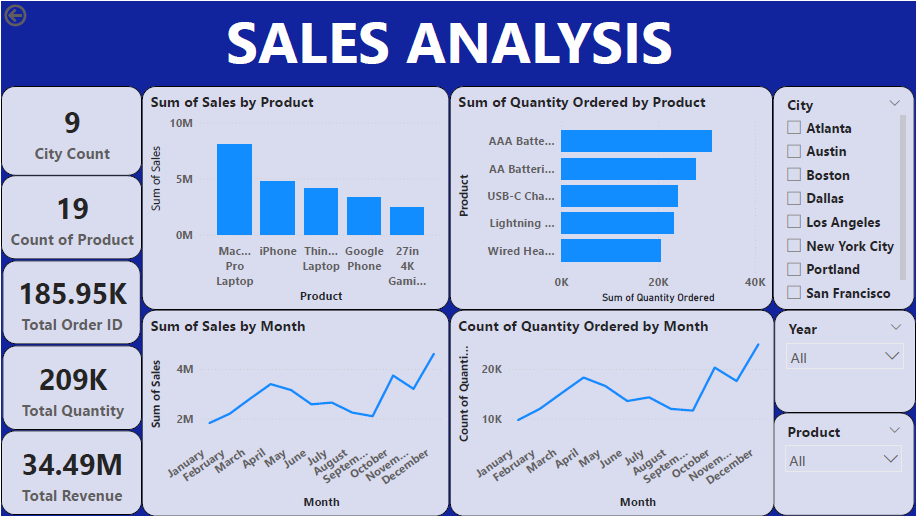 SALES ANALYSIS
9
City Count
19
Count of Product
185.95K
Total Order ID
209K
Total Quantity
34.49M
Total Revenue
Sum of Sales by Product
Sum of Sales
10M
5M
0M
Mac...
Pro
Laptop
iPhone
Thin...
Laptop
Google
Phone
27in
4K
Gami...
Product
Sum of Quantity Ordered by Product
Product
AAA Batte...
AA Batteri...
USB-C Cha...
Lightning ...
Wired Hea...
0K
20K
40K
Sum of Quantity Ordered
City
Atlanta
Austin
Boston
Dallas
Los Angeles
New York City
Portland
San Francisco
Sum of Sales by Month
Sum of Sales
4M
2M
January
February
March
April
May
June
July
August
Septem...
October
Novem...
December
Month
Count of Quantity Ordered by Month
Count of Quanti...
20K
10K
January
February
March
April
May
June
July
August
Septem...
October
Novem...
December
Month
Year
All
Product
All